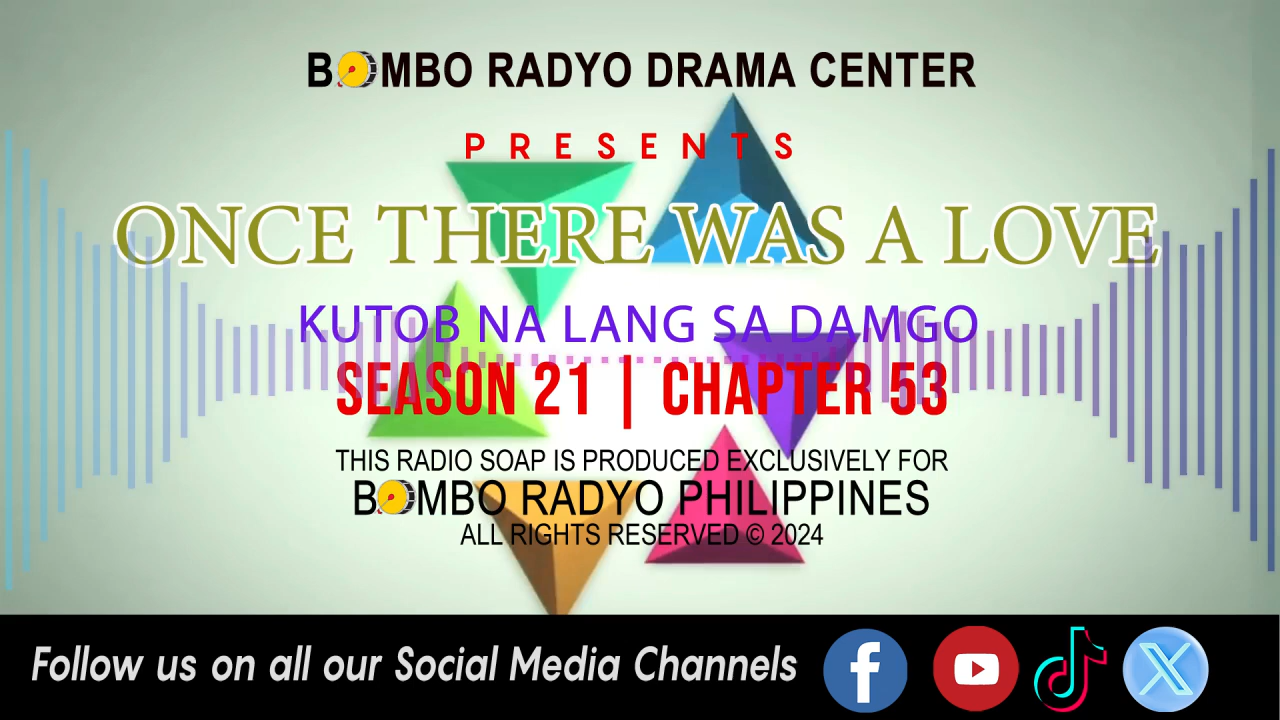 BOMBO RADYO DRAMA CENTER
PRESENTS
ONCE THERE WAS A LOVE
KUTOB NA LANG SA DAMGO
SEASON 21 | CHAPTER 53
THIS RADIO SOAP IS PRODUCED EXCLUSIVELY FOR
BOMBO RADYO PHILIPPINES
ALL RIGHTS RESERVED © 2024
Follow us on all our Social Media Channels